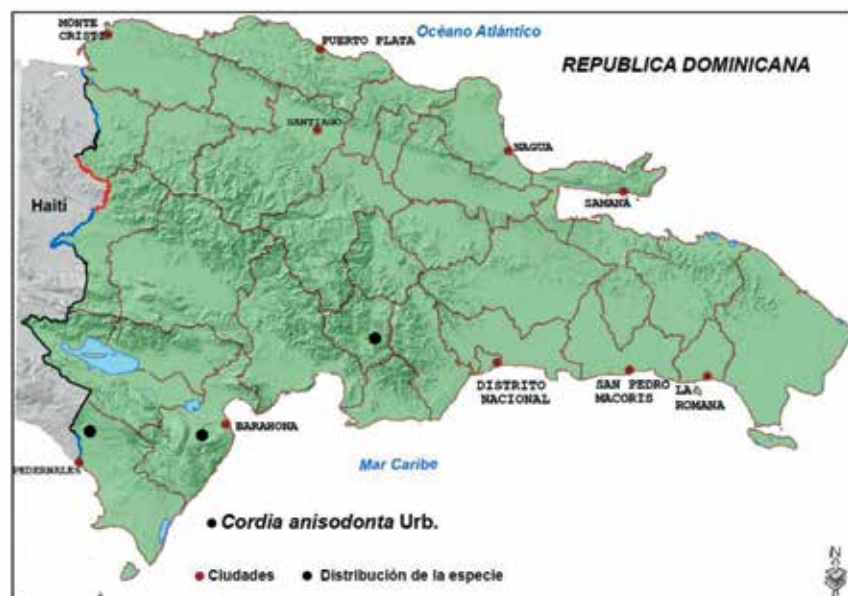 MONTE
CRISTI
PUERTO PLATA
Océano Atlántico
REPUBLICA DOMINICANA
SANTIAGO
NAGUA
SAMANA
Haití
DISTRITO
NACIONAL
SAN PEDRO
MACORIS
LA
ROMANA
BARAHONA
PEDERNALES
Mar Caribe
Cordia anisodonta Urb.
Ciudades
Distribución de la especie
N